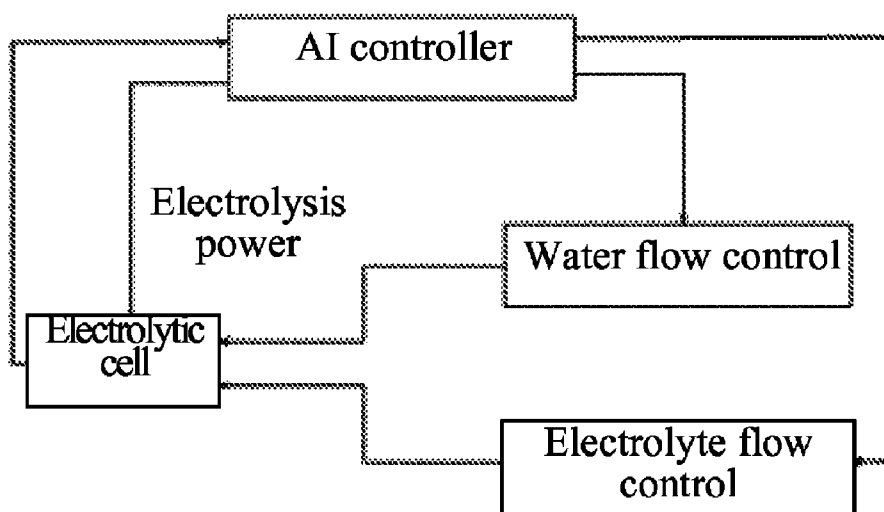 AI controller
Electrolysis
power
Water flow control
Electrolytic
cell
Electrolyte flow
control